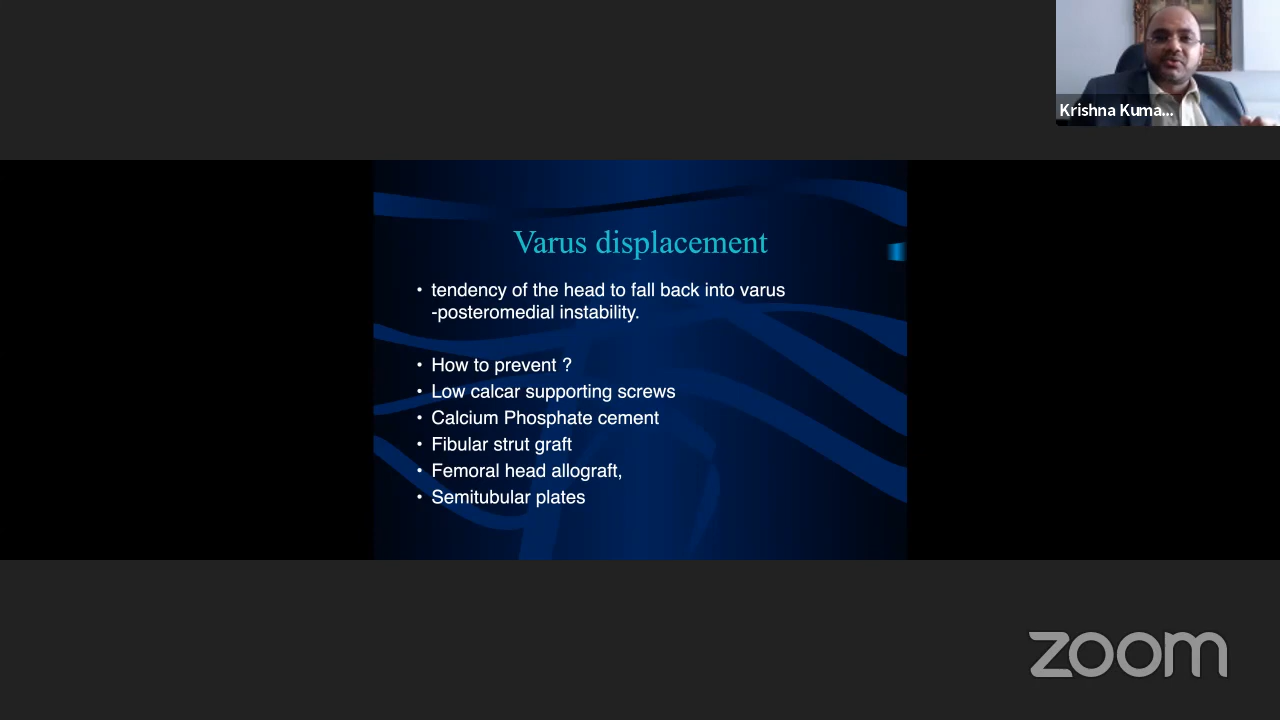 Krishna Kuma...
Varus displacement
• tendency of the head to fall back into varus
-posteromedial instability.
• How to prevent ?
• Low calcar supporting screws
• Calcium Phosphate cement
• Fibular strut graft
• Femoral head allograft,
• Semitubular plates
zoom